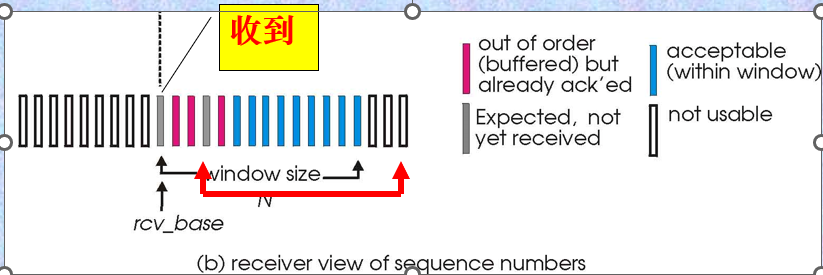 收到
out of order
(buffered) but
already ack'ed
acceptable
(within window)
Expected, not
yet received
not usable
window size
N
rcv_base
(b) receiver view of sequence numbers